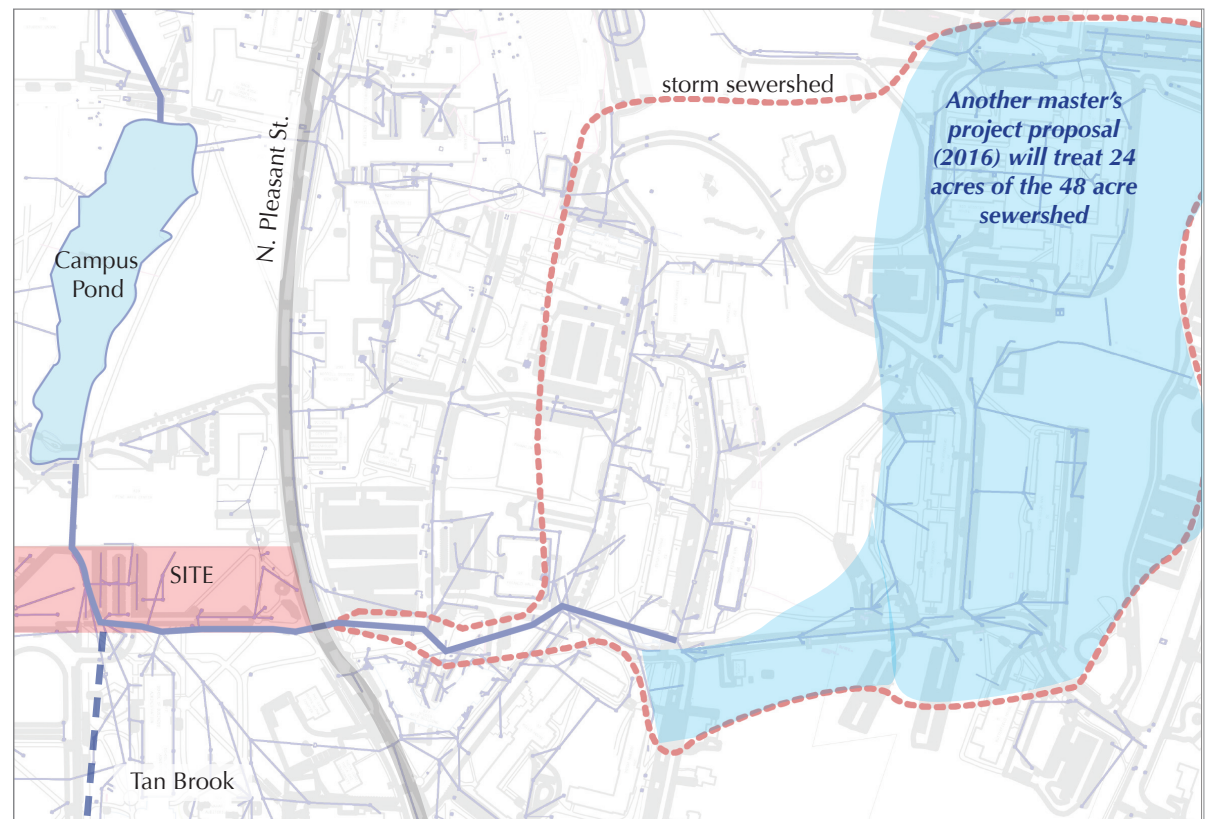 storm sewershed
Another master's
project proposal
(2016) will treat 24
acres of the 48 acre
sewershed
N. Pleasant St.
Campus
Pond
SITE
Tan Brook